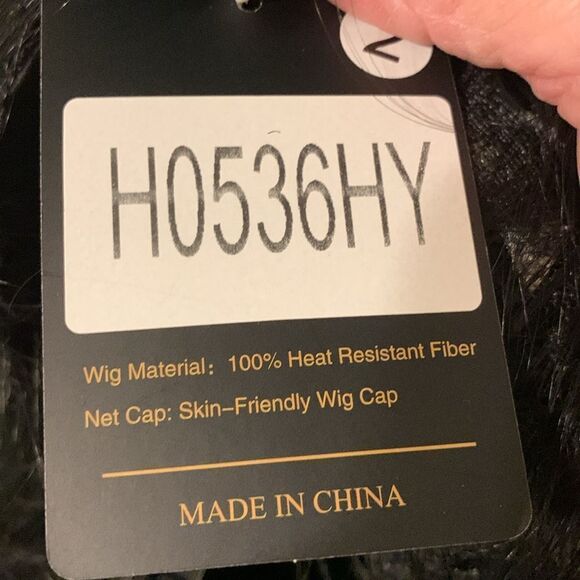 H0536HY
Wig Material: 100% Heat Resistant Fiber
Net Cap: Skin–Friendly Wig Cap
MADE IN CHINA